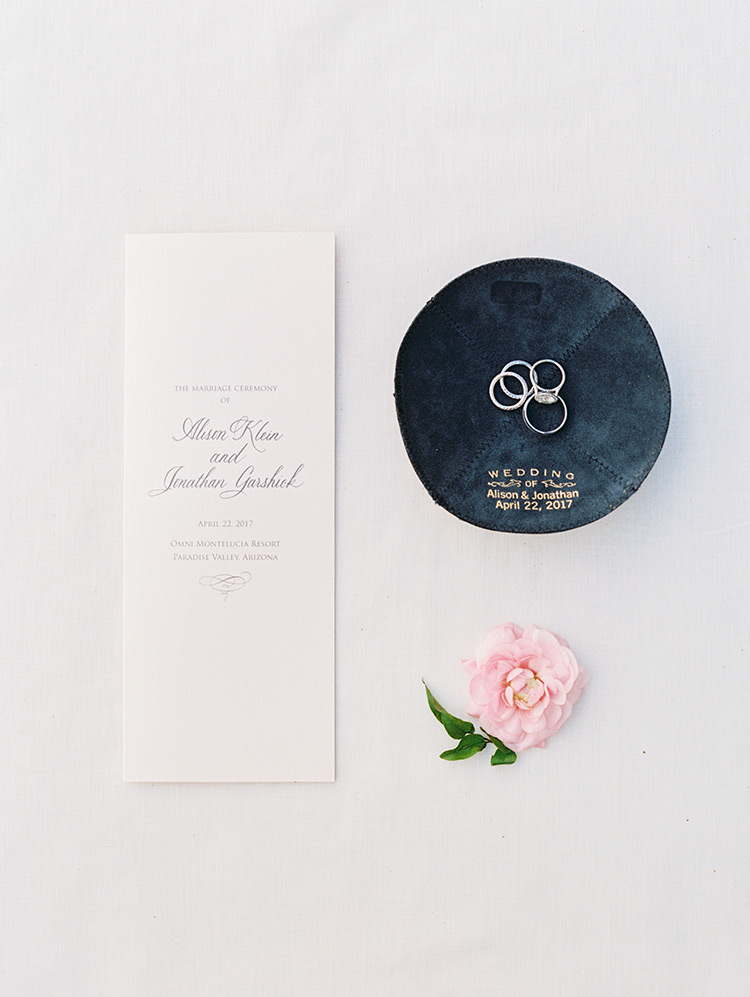 THE MARRIAGE CEREMONY
OF
Alison Klein
and
Jonathan Garshick
APRIL 22, 2017
OMNI MONTELUCIA RESORT
PARADISE VALLEY, ARIZONA
WEDDING
OF
Alison & Jonathan
April 22, 2017